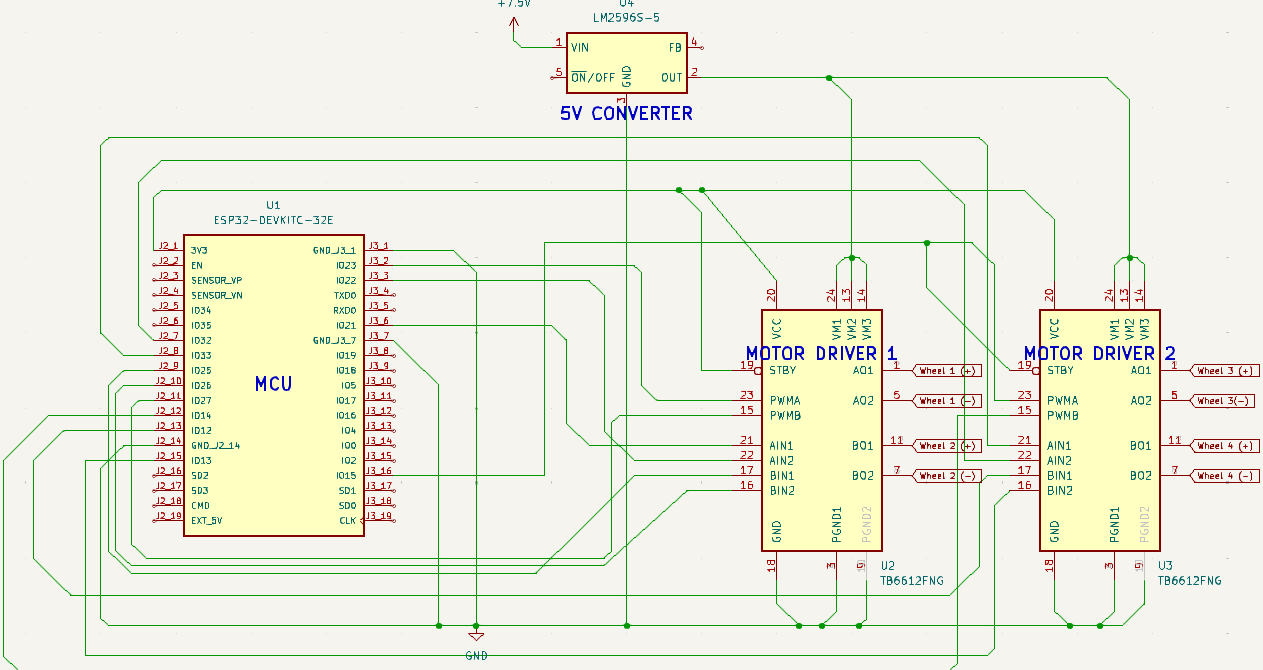 +7.5V
U4
LM2596S-5
1 VIN FB 4
5 ON/OFF GND OUT 2
3
5V CONVERTER
U1
ESP32-DEVKITC-32E
J2_1 3V3 GND_J3_1 J3_1
J2_2 EN IO23 J3_2
J2_3 SENSOR_VP IO22 J3_3
J2_4 SENSOR_VN TXD0 J3_4
J2_5 IO34 RXD0 J3_5
J2_6 IO35 IO21 J3_6
J2_7 IO32 GND_J3_7 J3_7
J2_8 IO33 IO19 J3_8
J2_9 IO25 IO18 J3_9
J2_10 IO26 IO5 J3_10
J2_11 IO27 IO17 J3_11
J2_12 IO14 IO16 J3_12
J2_13 IO12 IO4 J3_13
J2_14 GND_J2_14 IO0 J3_14
J2_15 IO13 IO2 J3_15
J2_16 SD2 IO15 J3_16
J2_17 SD3 SD1 J3_17
J2_18 CMD SD0 J3_18
J2_19 EXT_5V CLK J3_19
MCU
20 24 13 14
VCC VM1 VM2 VM3
MOTOR DRIVER 1
19 STBY AO1 1 Wheel 1 (+)
23 PWMA AO2 5 Wheel 1 (-)
15 PWMB
21 AIN1 BO1 11 Wheel 2 (+)
22 AIN2
17 BIN1 BO2 7 Wheel 2 (-)
16 BIN2
GND PGND1 PGND2
18 3 9
U2
TB6612FNG
20 24 13 14
VCC VM1 VM2 VM3
MOTOR DRIVER 2
19 STBY AO1 1 Wheel 3 (+)
23 PWMA AO2 5 Wheel 3(-)
15 PWMB
21 AIN1 BO1 11 Wheel 4 (+)
22 AIN2
17 BIN1 BO2 7 Wheel 4 (-)
16 BIN2
GND PGND1 PGND2
18 3
U3
TB6612FNG
GND